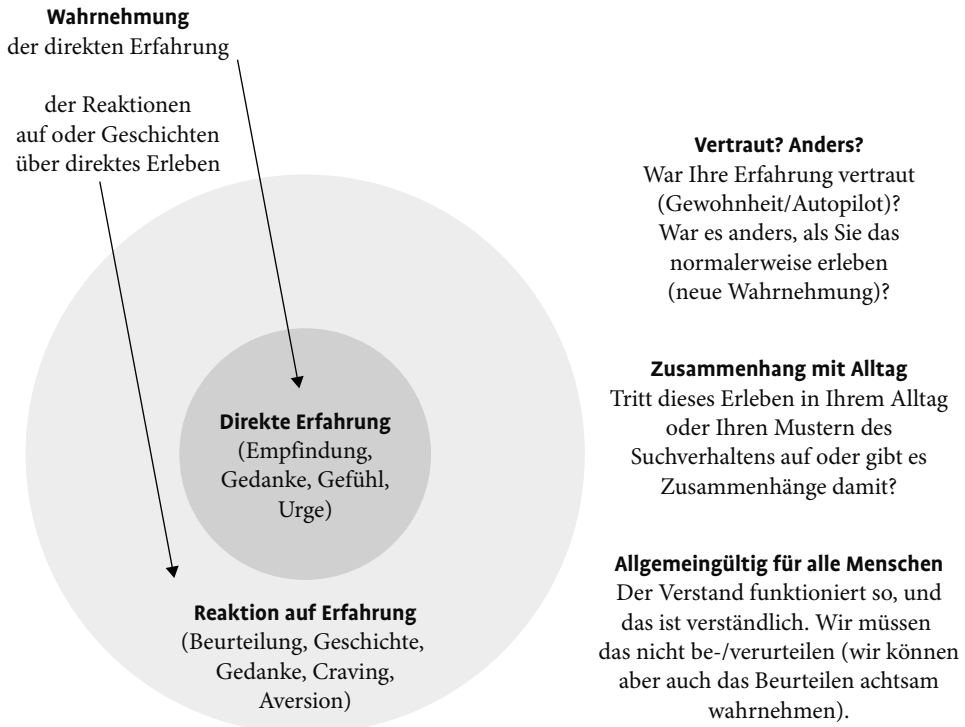 Wahrnehmung
der direkten Erfahrung
der Reaktionen
auf oder Geschichten
über direktes Erleben
Direkte Erfahrung
(Empfindung,
Gedanke, Gefühl,
Urge)
Reaktion auf Erfahrung
(Beurteilung, Geschichte,
Gedanke, Craving,
Aversion)
Vertraut? Anders?
War Ihre Erfahrung vertraut
(Gewohnheit/Autopilot)?
War es anders, als Sie das
normalerweise erleben
(neue Wahrnehmung)?
Zusammenhang mit Alltag
Tritt dieses Erleben in Ihrem Alltag
oder Ihren Mustern des
Suchverhaltens auf oder gibt es
Zusammenhänge damit?
Allgemeingültig für alle Menschen
Der Verstand funktioniert so, und
das ist verständlich. Wir müssen
das nicht be-/verurteilen (wir können
aber auch das Beurteilen achtsam
wahrnehmen).